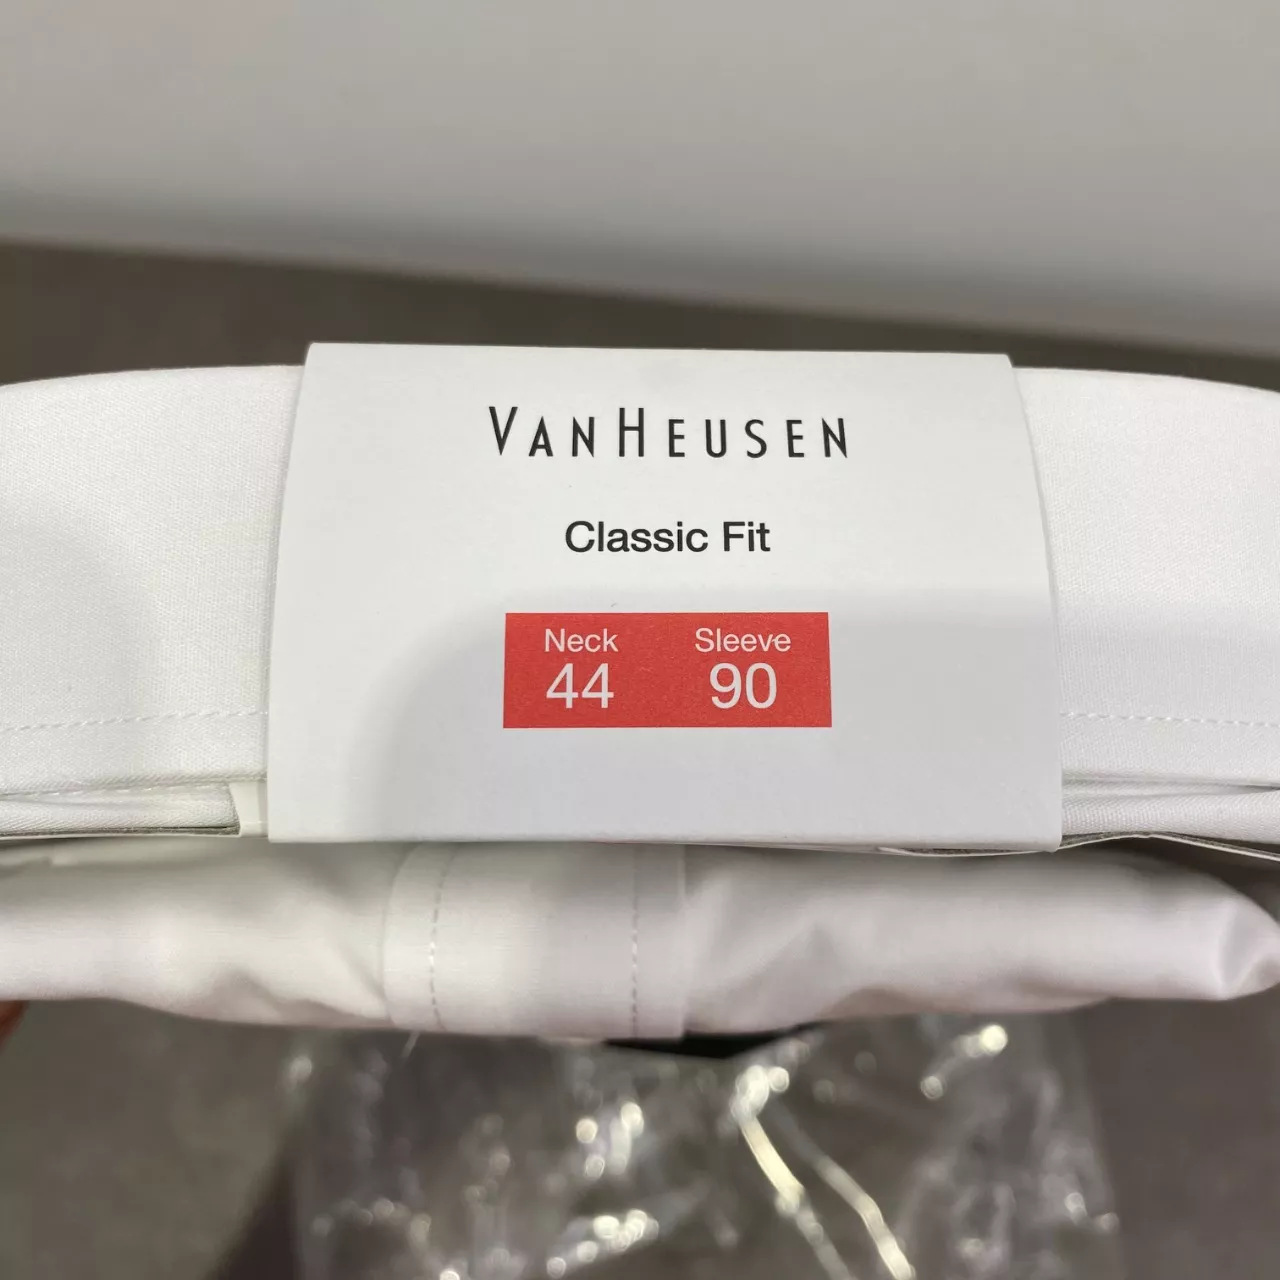 VANHEUSEN
Classic Fit
Neck Sleeve
44 90